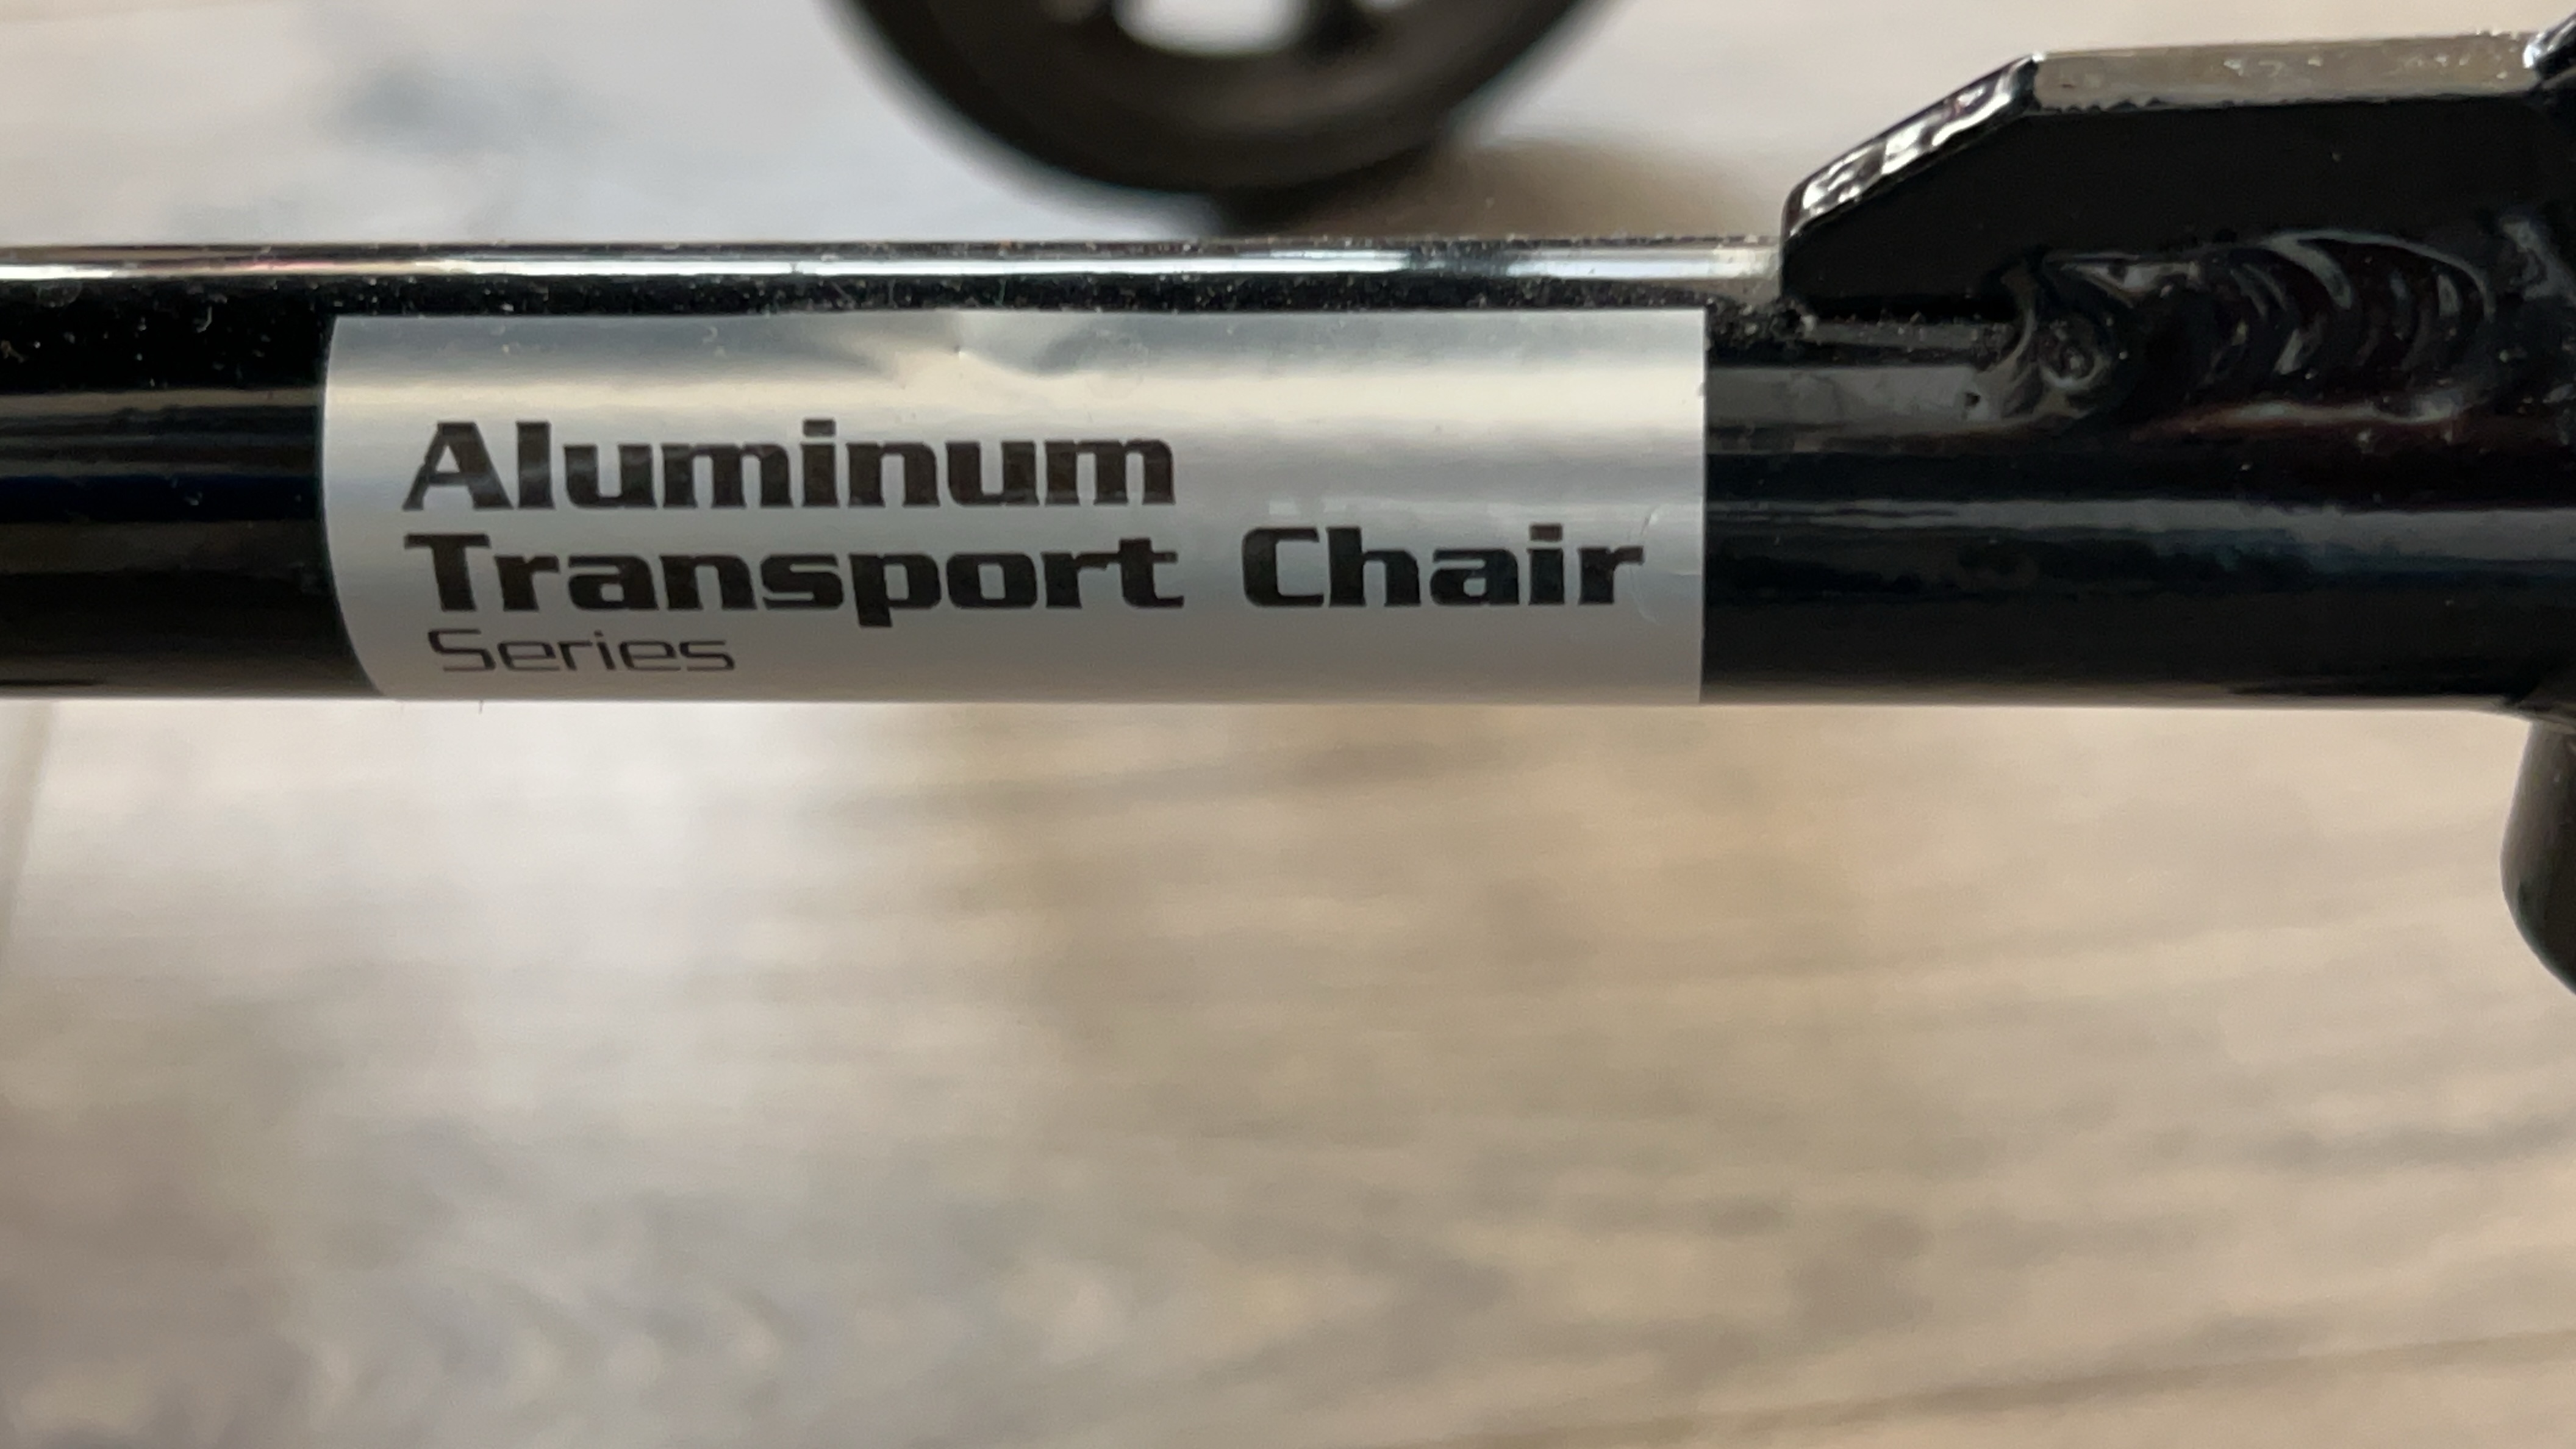 Aluminum
Transport Chair
Series